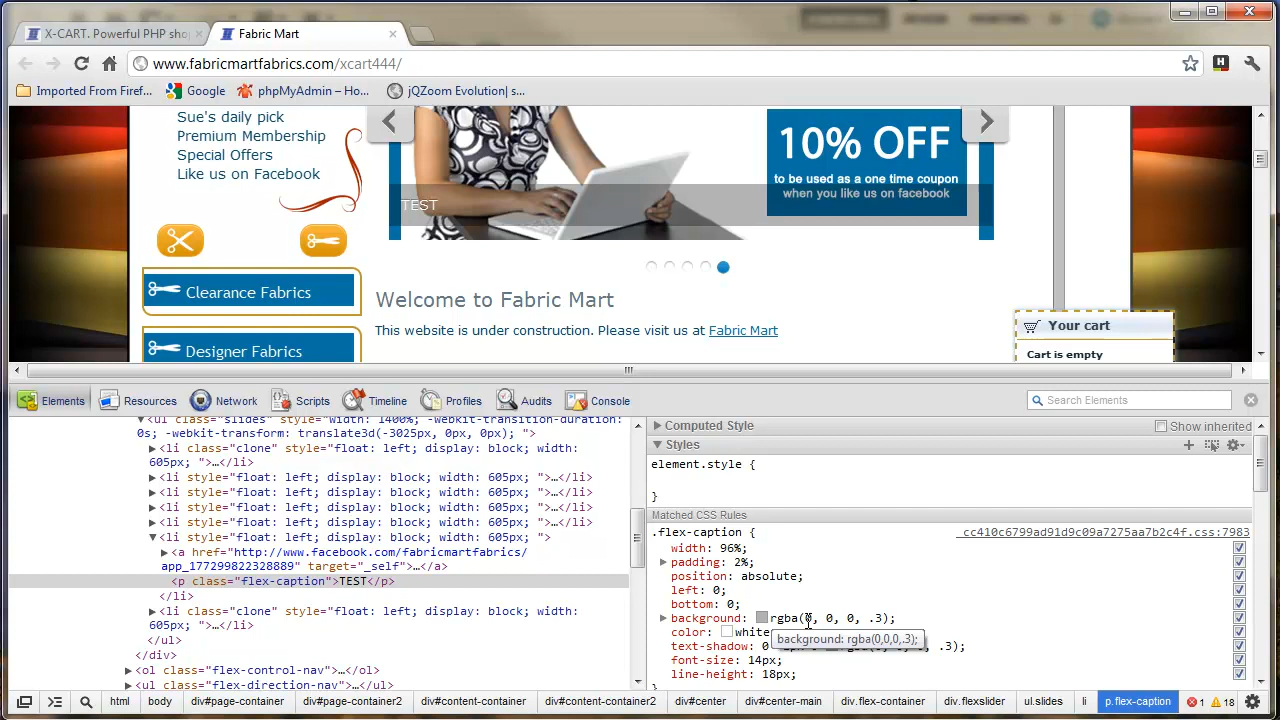 X-CART. Powerful PHP shop
Fabric Mart
www.fabricmartfabrics.com/xcart444/
Imported From Firef...
Google
phpMyAdmin – Ho...
jQZoom Evolution| s...
Sue's daily pick
Premium Membership
Special Offers
Like us on Facebook
10% OFF
to be used as a one time coupon
when you like us on facebook
TEST
Clearance Fabrics
Designer Fabrics
Welcome to Fabric Mart
This website is under construction. Please visit us at Fabric Mart
Your cart
Cart is empty
Elements
Resources
Network
Scripts
Timeline
Profiles
Audits
Console
Search Elements
<ul class="slides" style="width: 1400%; -webkit-transition-duration:
0s; -webkit-transform: translate3d(-3025px, 0px, 0px); ">
<li class="clone" style="float: left; display: block; width:
605px; ">…</li>
<li style="float: left; display: block; width: 605px; ">…</li>
<li style="float: left; display: block; width: 605px; ">…</li>
<li style="float: left; display: block; width: 605px; ">…</li>
<li style="float: left; display: block; width: 605px; ">…</li>
<li style="float: left; display: block; width: 605px; ">
<a href="http://www.facebook.com/fabricmartfabrics/
app_177299822328889" target="_self">…</a>
<p class="flex-caption">TEST</p>
</li>
<li class="clone" style="float: left; display: block; width:
605px; ">…</li>
</ul>
</div>
<ol class="flex-control-nav">…</ol>
<ul class="flex-direction-nav">…</ul>
Computed Style
Show inherited
Styles
element.style {
}
Matched CSS Rules
.flex-caption {
cc410c6799ad91d9c09a7275aa7b2c4f.css:7983
width: 96%;
padding: 2%;
position: absolute;
left: 0;
bottom: 0;
background: rgba(0, 0, 0, .3);
color: white
background: rgba(0,0,0,.3);
text-shadow: 0 .3);
font-size: 14px;
line-height: 18px;
}
html
body
div#page-container
div#page-container2
div#content-container
div#content-container2
div#center
div#center-main
div.flex-container
div.flexslider
ul.slides
li
p.flex-caption
1
18